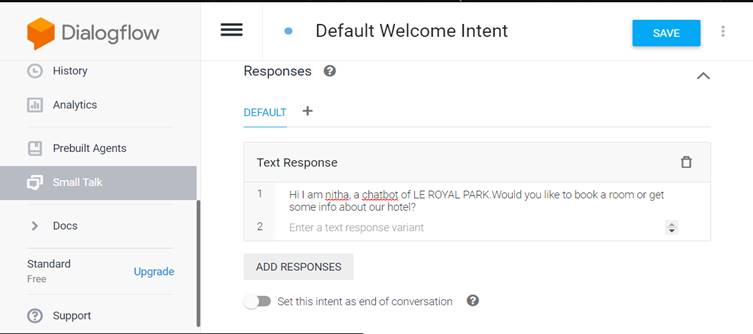 Dialogflow
Default Welcome Intent
SAVE
History
Analytics
Prebuilt Agents
Small Talk
Docs
Standard
Free
Upgrade
Support
Responses
DEFAULT
Text Response
1 Hi I am nitha, a chatbot of LE ROYAL PARK.Would you like to book a room or get
some info about our hotel?
2 Enter a text response variant
ADD RESPONSES
Set this intent as end of conversation